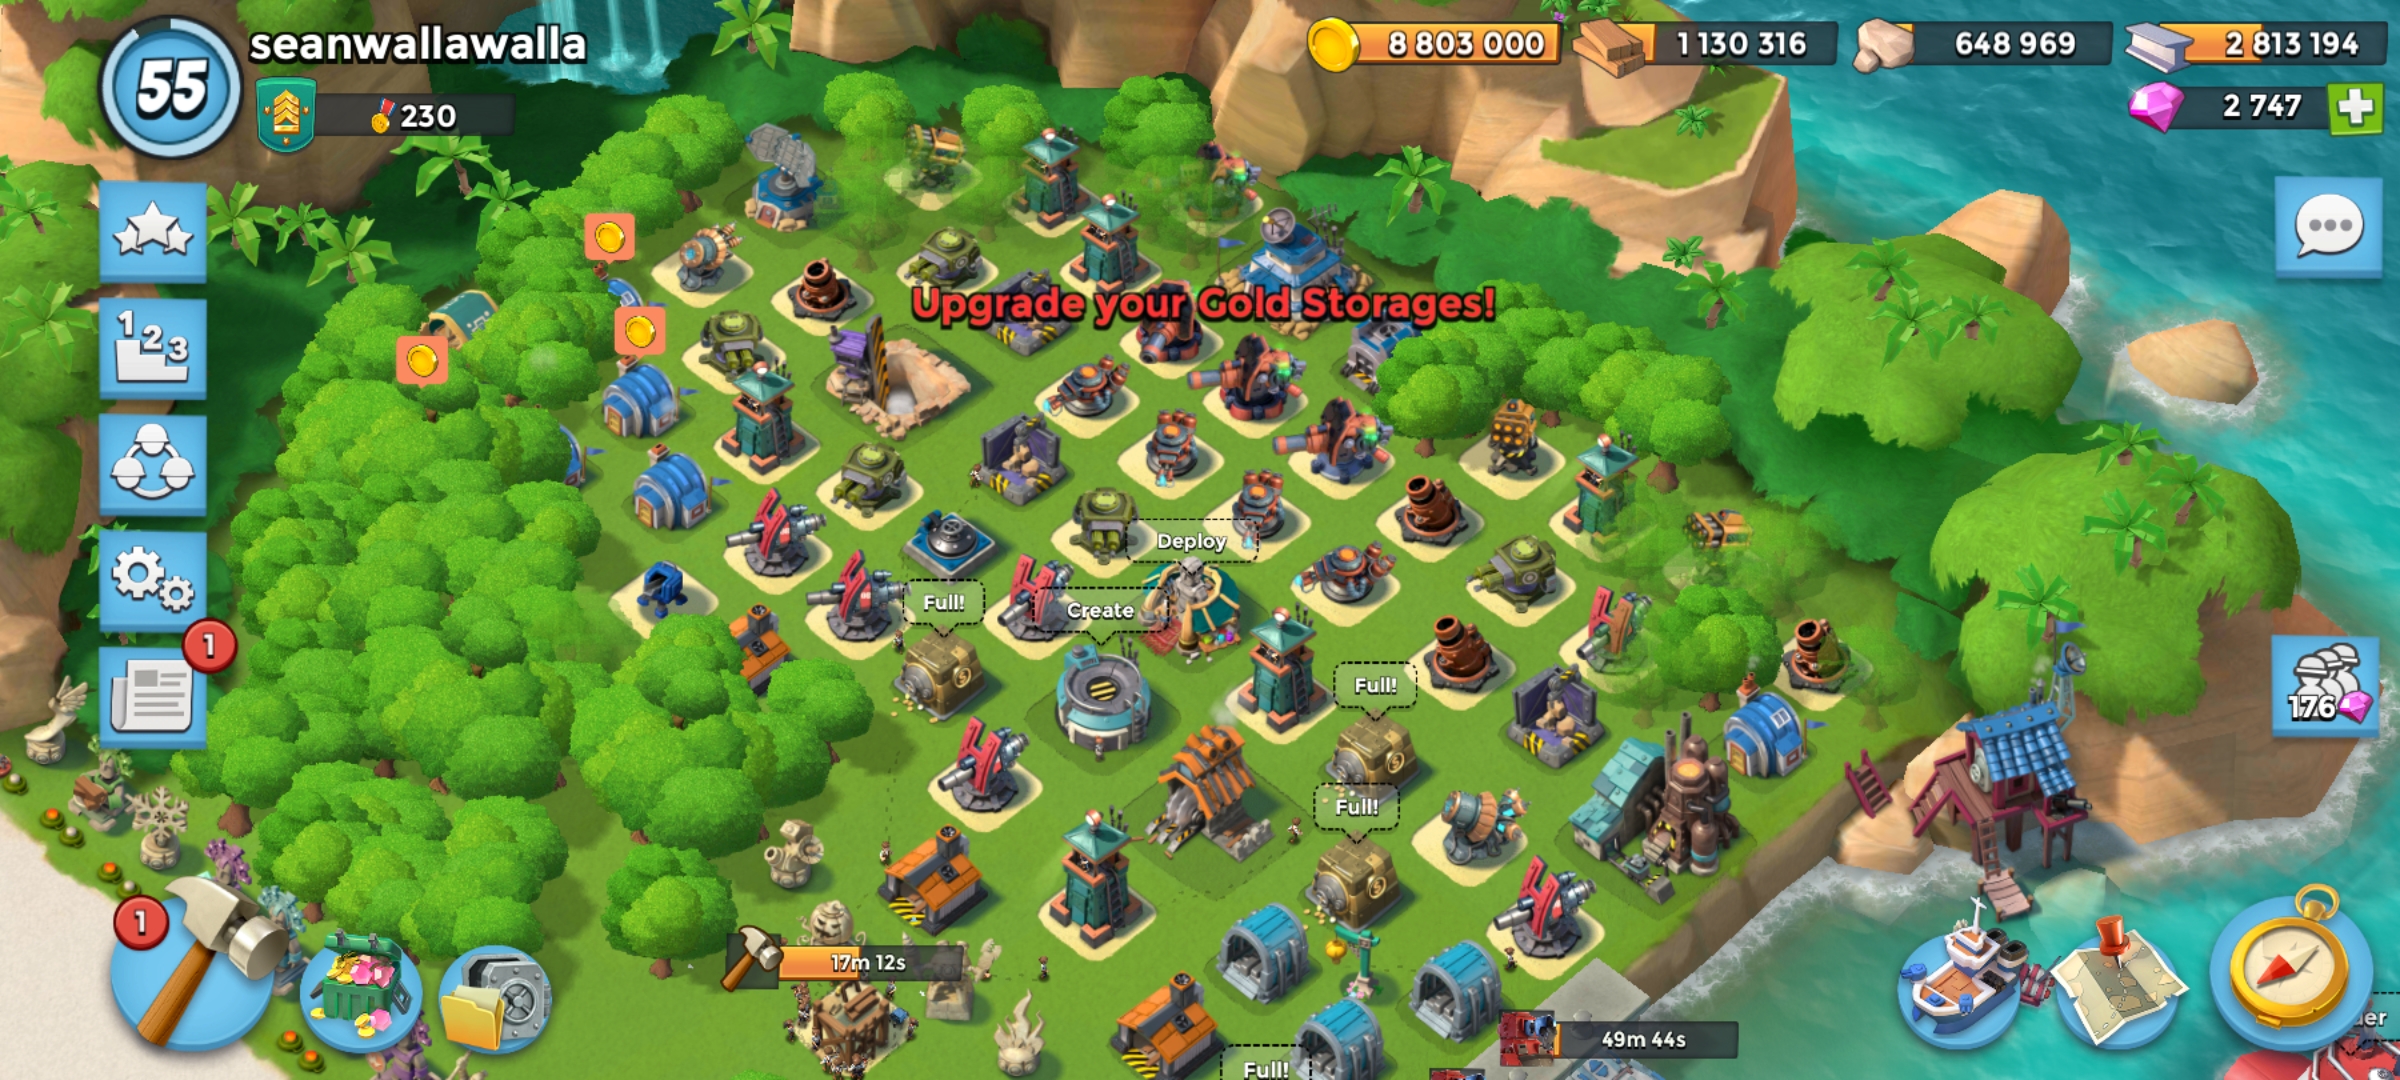 55
seanwallawalla
230
8 803 000
1 130 316
648 969
2 813 194
2 747
Upgrade your Gold Storages!
123
Deploy
Full!
Create
1
Full!
176
Full!
1
17m 12s
49m 44s
Full!